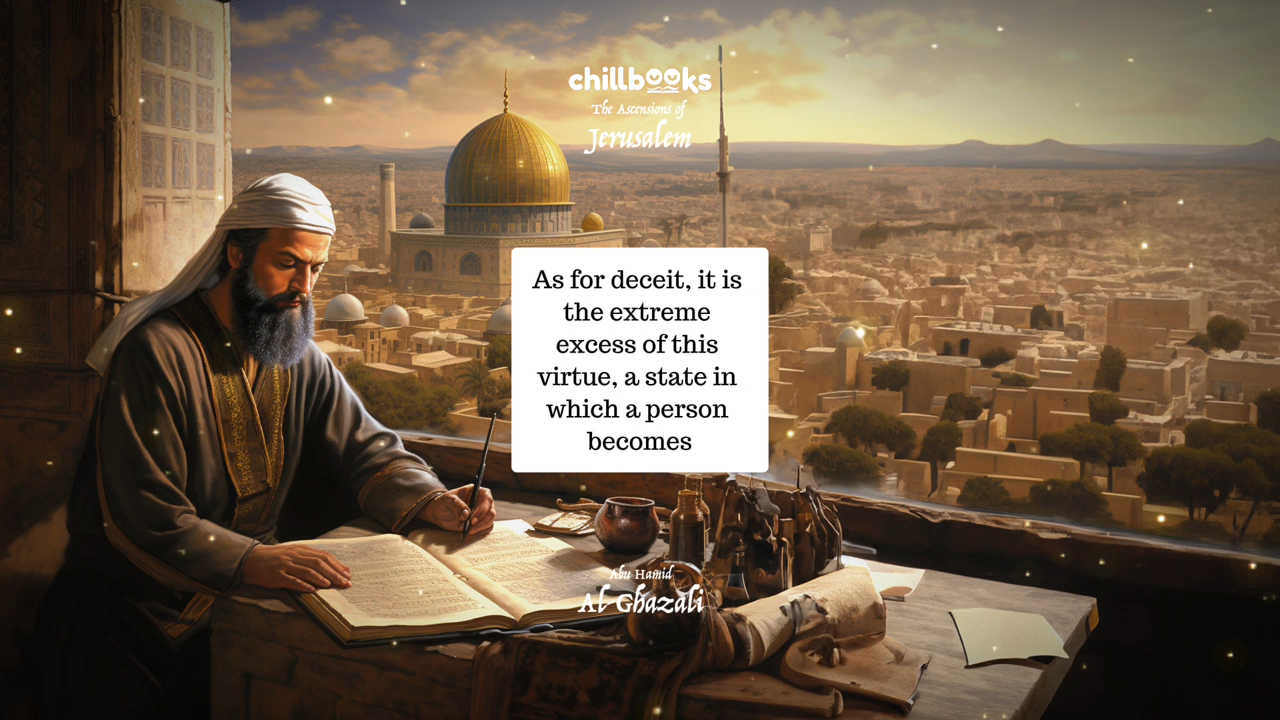 chillbooks
The Ascensions of
Jerusalem
As for deceit, it is
the extreme
excess of this
virtue, a state in
which a person
becomes
Abu Hamid
Al-Ghazali